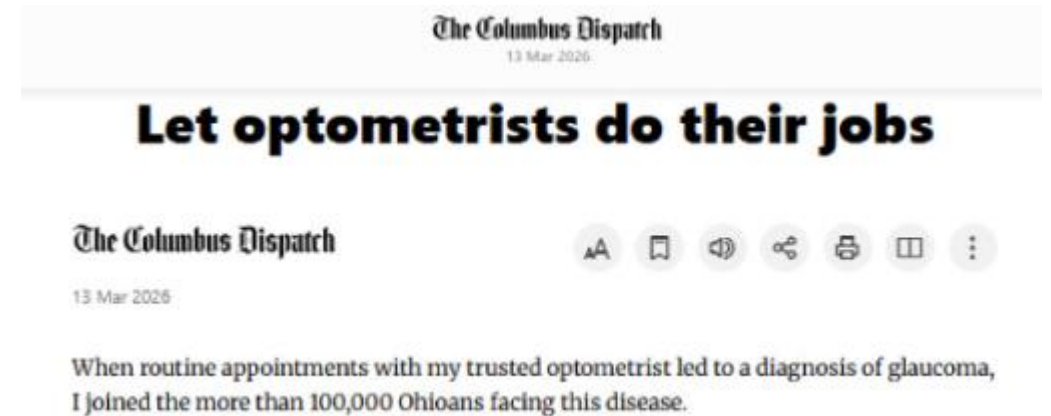 The Columbus Dispatch
13 Mar 2026
Let optometrists do their jobs
The Columbus Dispatch
AA
13 Mar 2026
When routine appointments with my trusted optometrist led to a diagnosis of glaucoma,
I joined the more than 100,000 Ohioans facing this disease.